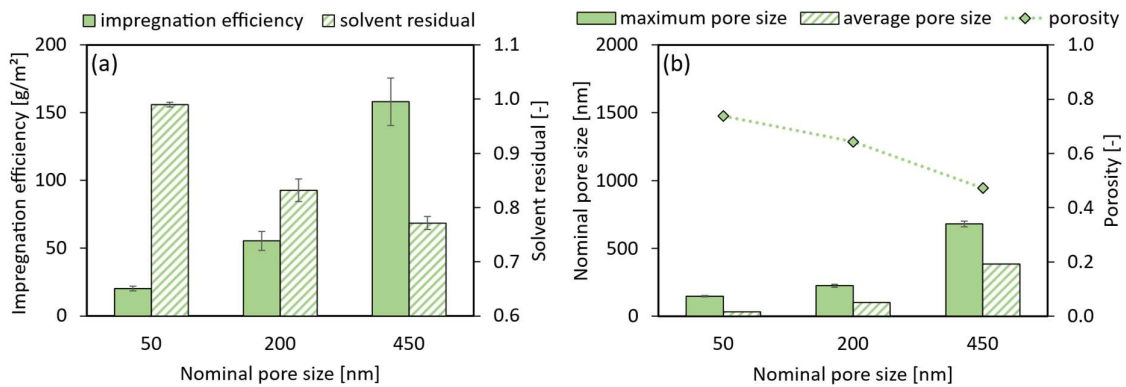 impregnation efficiency solvent residual
(a)
Impregnation efficiency [g/m²]
200
150
100
50
0
1.1
1.0
0.9
0.8
0.7
0.6
Solvent residual [-]
50 200 450
Nominal pore size [nm]
maximum pore size average pore size porosity
(b)
Nominal pore size [nm]
2000
1500
1000
500
0
1.0
0.8
0.6
0.4
0.2
0.0
Porosity [-]
50 200 450
Nominal pore size [nm]